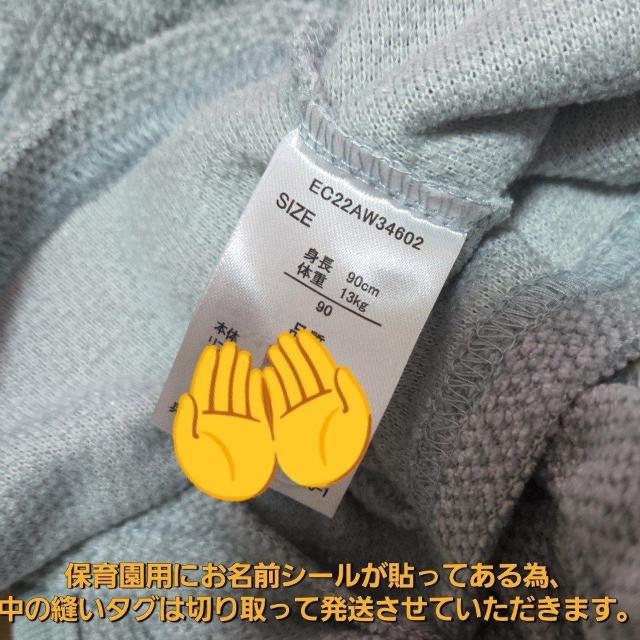 EC22AW34602
SIZE
身長 90cm
体重 13kg
90
本体
保育園用にお名前シールが貼ってある為、
中の縫いタグは切り取って発送させていただきます。